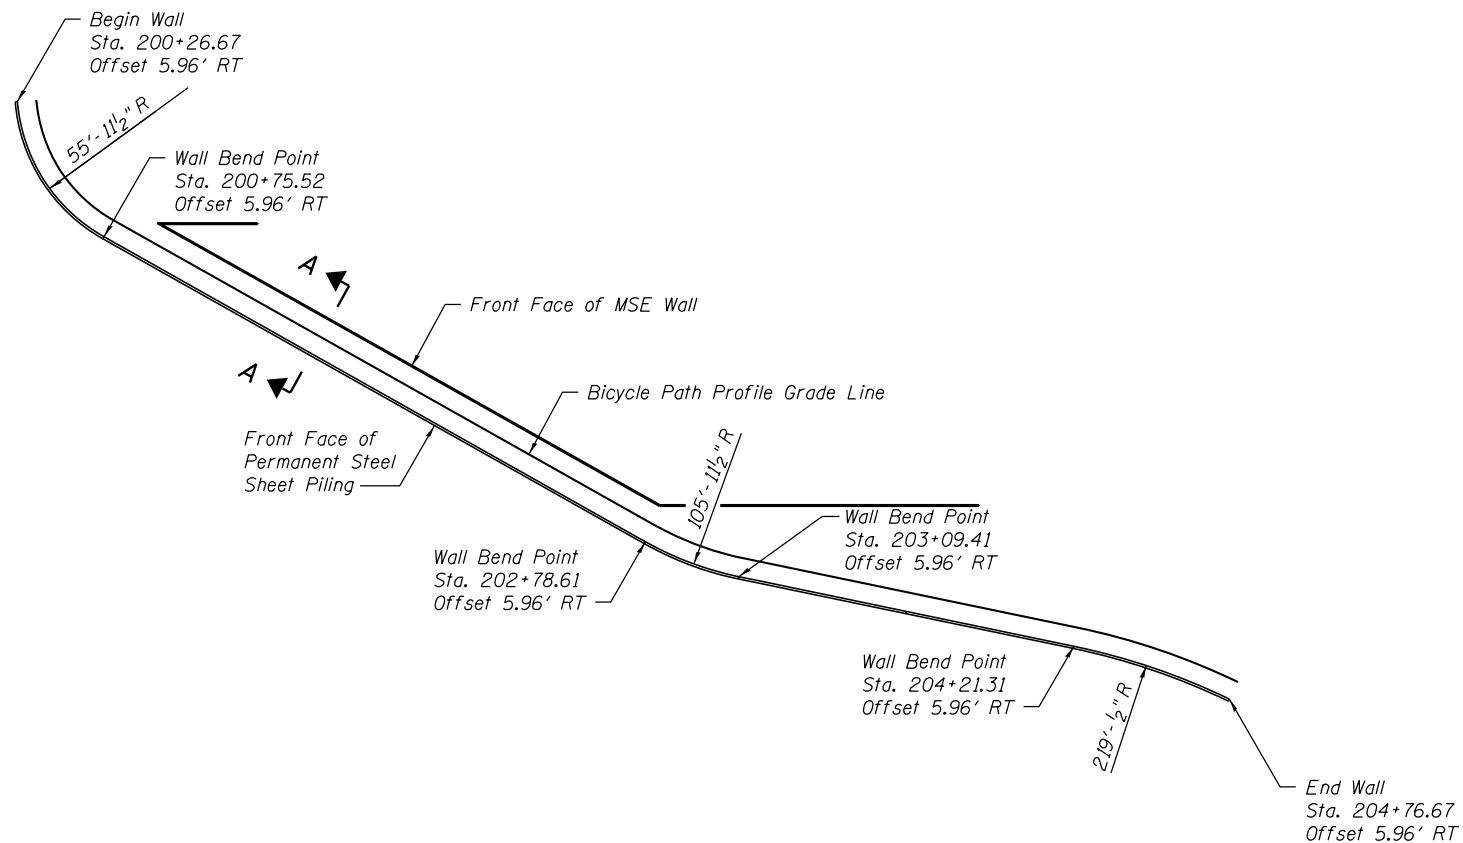 Begin Wall
Sta. 200+26.67
Offset 5.96' RT
55'-11½" R
Wall Bend Point
Sta. 200+75.52
Offset 5.96' RT
A
Front Face of MSE Wall
A
Bicycle Path Profile Grade Line
Front Face of
Permanent Steel
Sheet Piling
105'-11½" R
Wall Bend Point
Sta. 203+09.41
Offset 5.96' RT
Wall Bend Point
Sta. 202+78.61
Offset 5.96' RT
Wall Bend Point
Sta. 204+21.31
Offset 5.96' RT
219'-½" R
End Wall
Sta. 204+76.67
Offset 5.96' RT